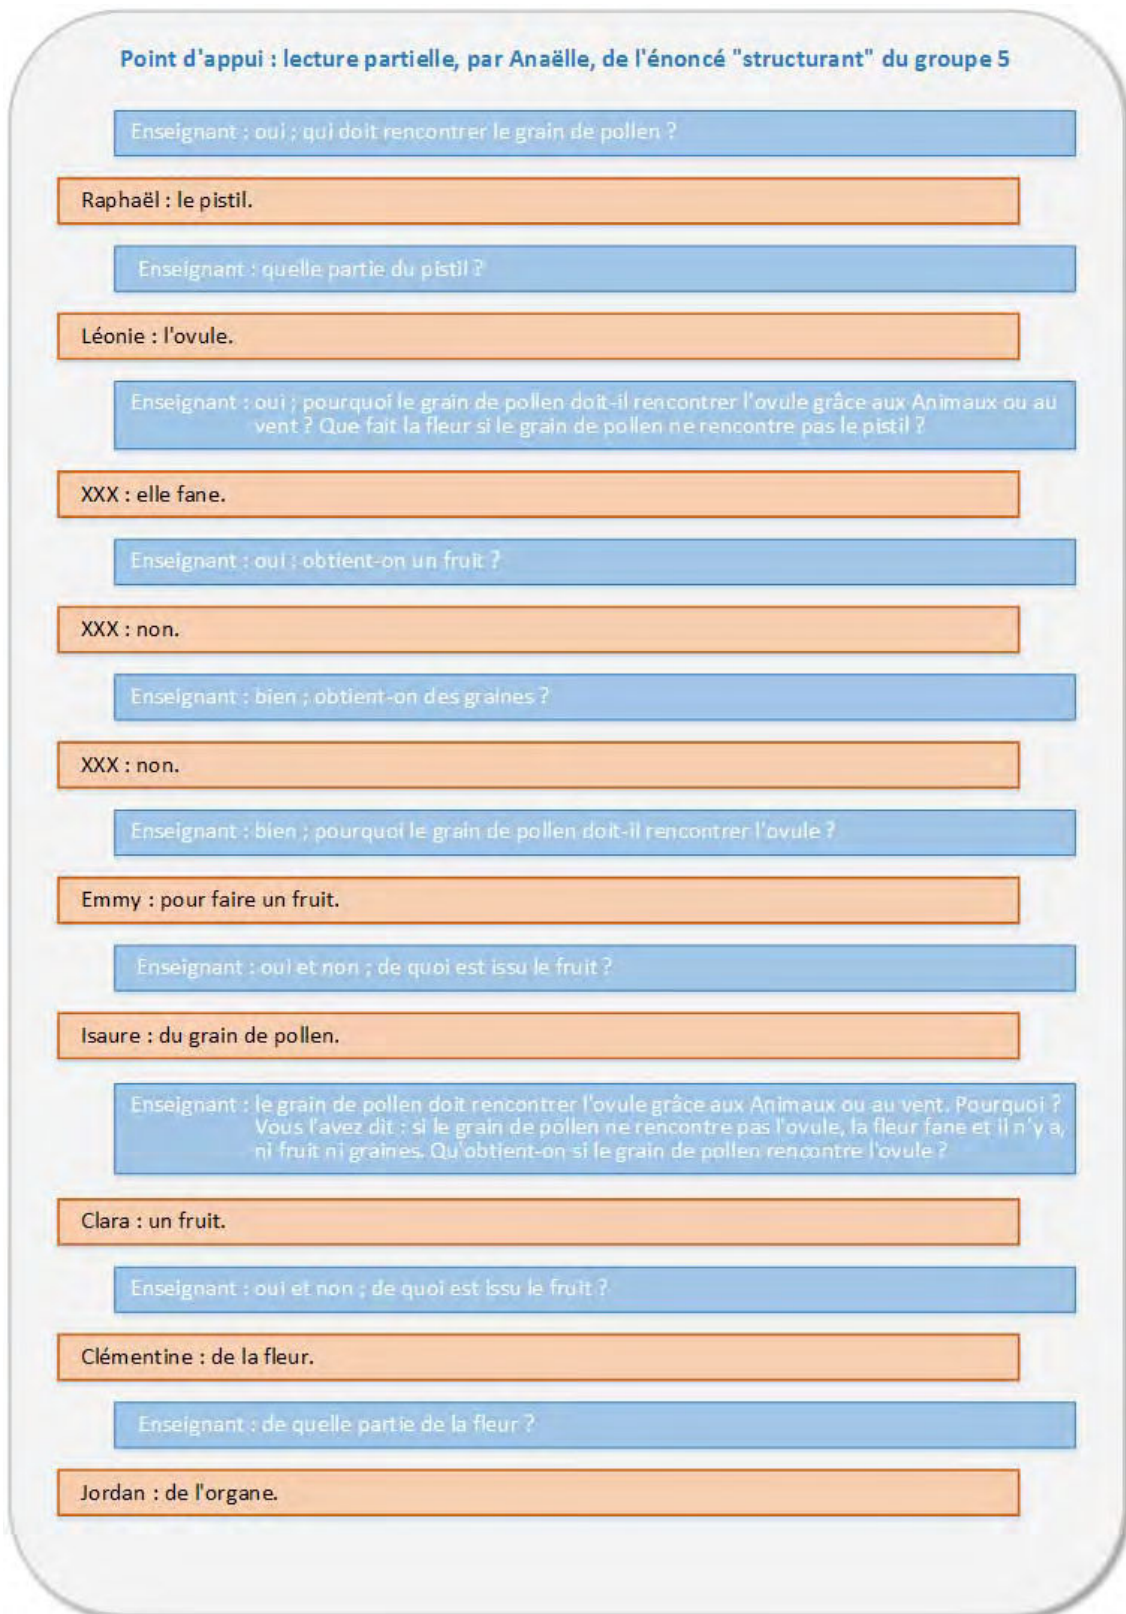 Point d'appui : lecture partielle, par Anaëlle, de l'énoncé "structurant" du groupe 5
Enseignant : oui ; qui doit rencontrer le grain de pollen ?
Raphaël : le pistil.
Enseignant : quelle partie du pistil ?
Léonie : l'ovule.
Enseignant : oui ; pourquoi le grain de pollen doit-il rencontrer l'ovule grâce aux Animaux ou au
vent ? Que fait la fleur si le grain de pollen ne rencontre pas le pistil ?
XXX : elle fane.
Enseignant : oui ; obtient-on un fruit ?
XXX : non.
Enseignant : bien ; obtient-on des graines ?
XXX : non.
Enseignant : bien ; pourquoi le grain de pollen doit-il rencontrer l'ovule ?
Emmy : pour faire un fruit.
Enseignant : oui et non ; de quoi est issu le fruit ?
Isaure : du grain de pollen.
Enseignant : le grain de pollen doit rencontrer l'ovule grâce aux Animaux ou au vent. Pourquoi ?
Vous l'avez dit : si le grain de pollen ne rencontre pas l'ovule, la fleur fane et il n'y a,
ni fruit ni graines. Qu'obtient-on si le grain de pollen rencontre l'ovule ?
Clara : un fruit.
Enseignant : oui et non ; de quoi est issu le fruit ?
Clémentine : de la fleur.
Enseignant : de quelle partie de la fleur ?
Jordan : de l'organe.